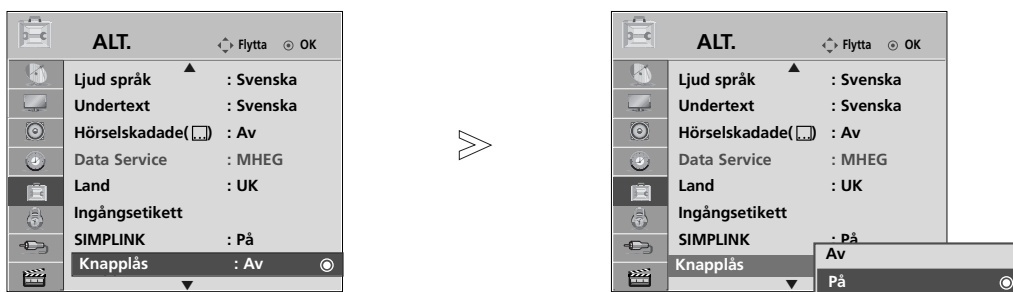 ALT. Flytta OK
Ljud språk : Svenska
Undertext : Svenska
Hörselskadade( ) : Av
Data Service : MHEG
Land : UK
Ingångsetikett
SIMPLINK : På
Knapplås : Av
ALT. Flytta OK
Ljud språk : Svenska
Undertext : Svenska
Hörselskadade( ) : Av
Data Service : MHEG
Land : UK
Ingångsetikett
SIMPLINK : På
Knapplås
Av
På